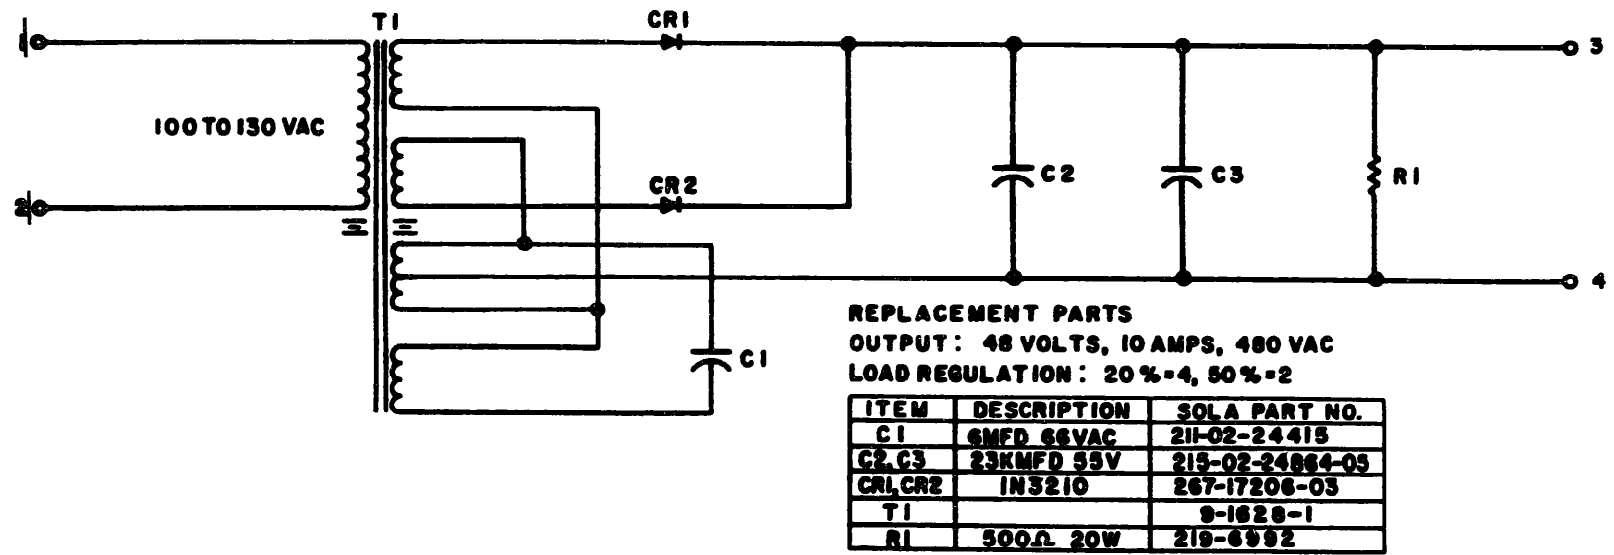 T1
CR1
1
3
100 TO 130 VAC
C2
C3
R1
CR2
2
4
C1
REPLACEMENT PARTS
OUTPUT: 48 VOLTS, 10 AMPS, 480 VAC
LOAD REGULATION: 20%=4, 50%=2
ITEM DESCRIPTION SOLA PART NO.
C1 6MFD 66VAC 211-02-24415
C2,C3 23KMFD 55V 215-02-24864-05
CR1,CR2 1N3210 267-17206-03
T1 9-1628-1
R1 500Ω 20W 219-6992